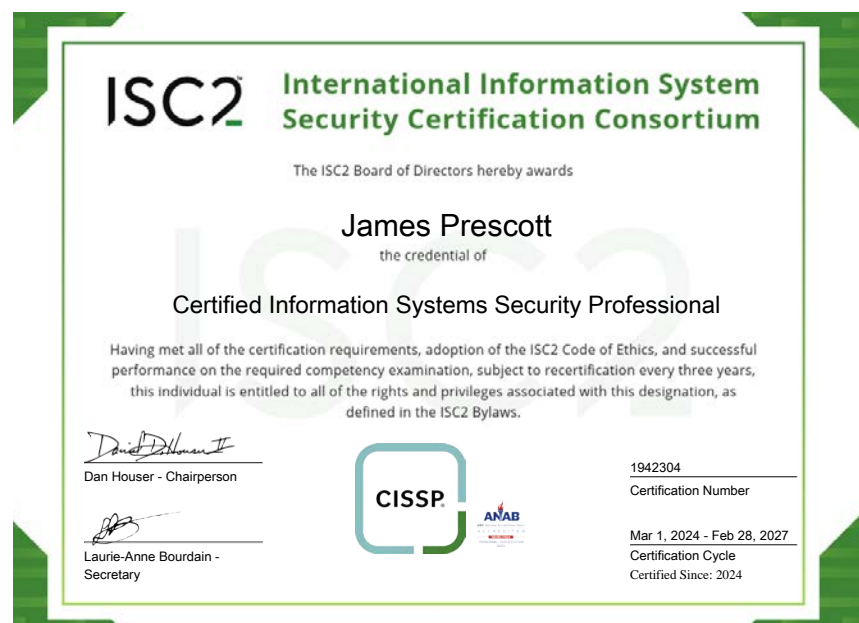 ISC2
International Information System
Security Certification Consortium
The ISC2 Board of Directors hereby awards
James Prescott
the credential of
Certified Information Systems Security Professional
Having met all of the certification requirements, adoption of the ISC2 Code of Ethics, and successful
performance on the required competency examination, subject to recertification every three years,
this individual is entitled to all of the rights and privileges associated with this designation, as
defined in the ISC2 Bylaws.
Dan Houser - Chairperson
Laurie-Anne Bourdain -
Secretary
CISSP.
ANAB
ACCREDITED
1942304
Certification Number
Mar 1, 2024 - Feb 28, 2027
Certification Cycle
Certified Since: 2024